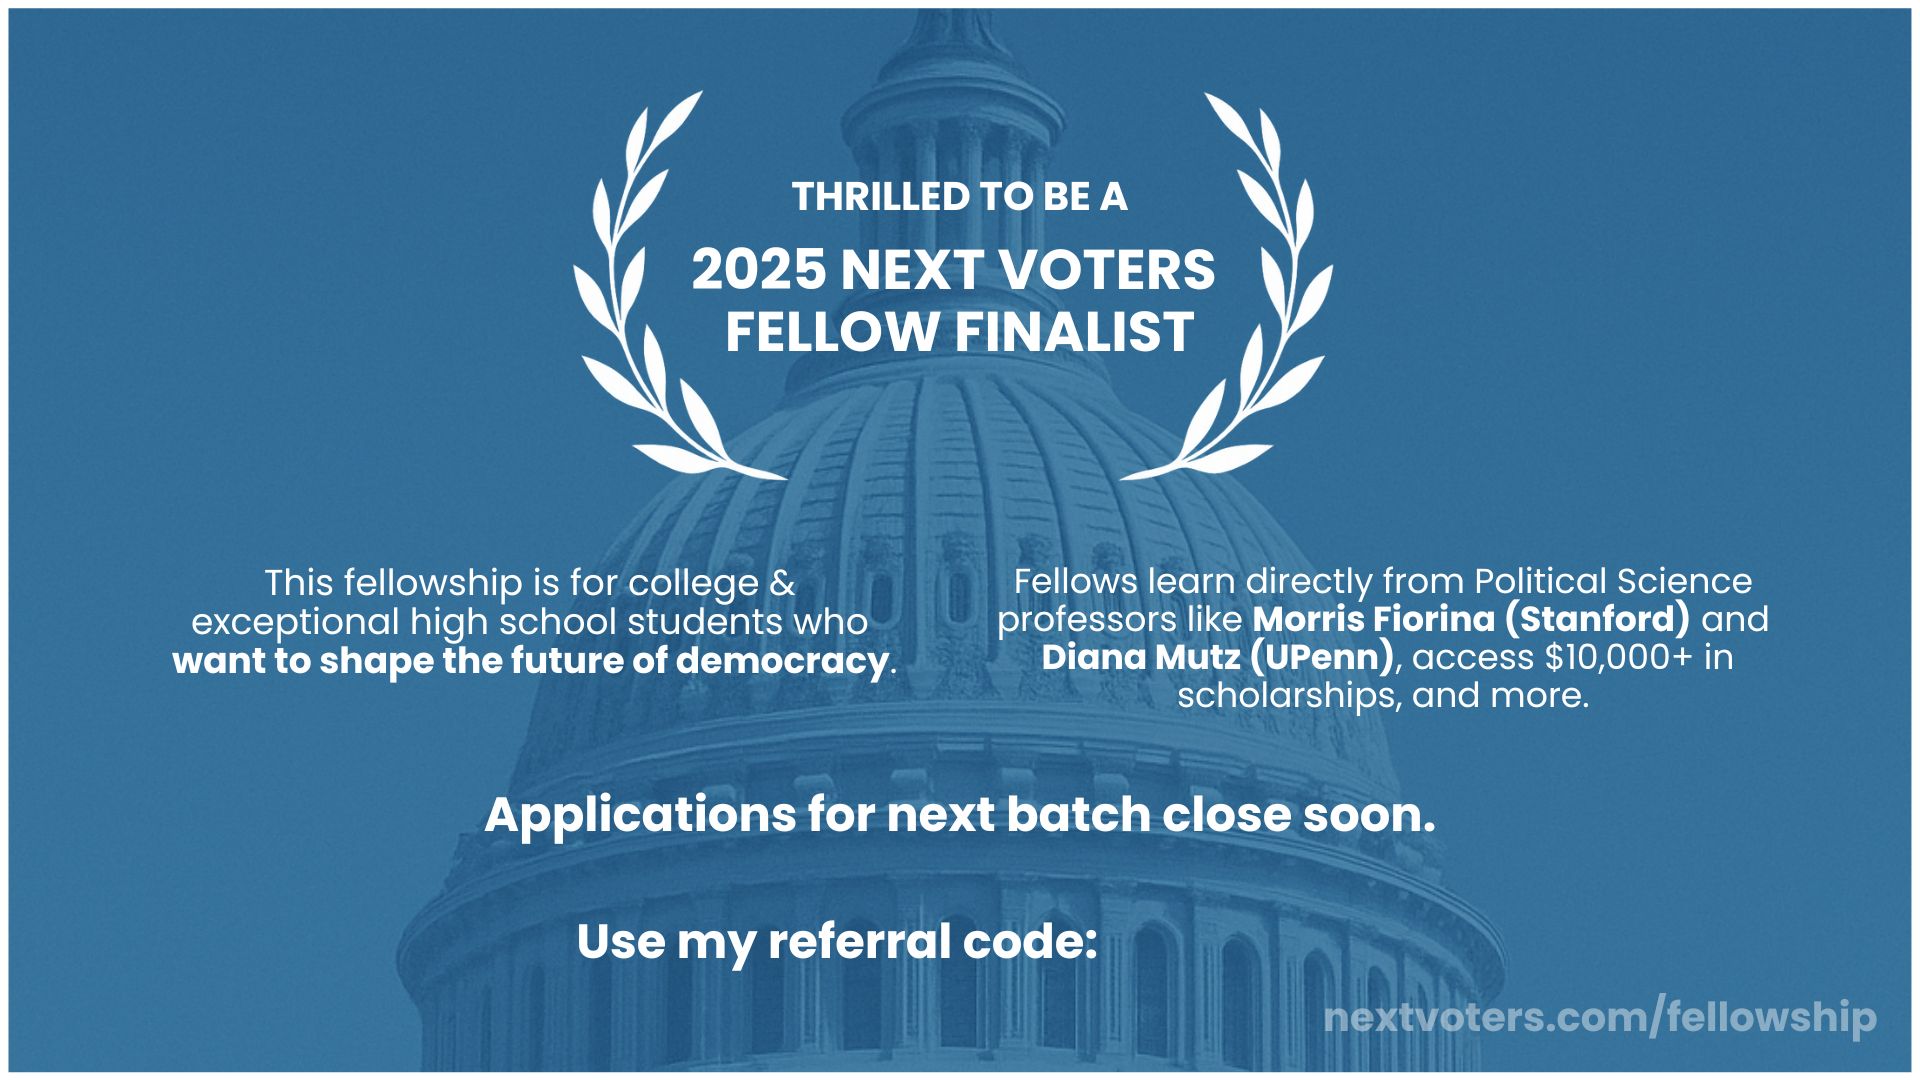 THRILLED TO BE A
2025 NEXT VOTERS
FELLOW FINALIST
This fellowship is for college &
exceptional high school students who
want to shape the future of democracy.
Fellows learn directly from Political Science
professors like Morris Fiorina (Stanford) and
Diana Mutz (UPenn), access $10,000+ in
scholarships, and more.
Applications for next batch close soon.
Use my referral code:
nextvoters.com/fellowship